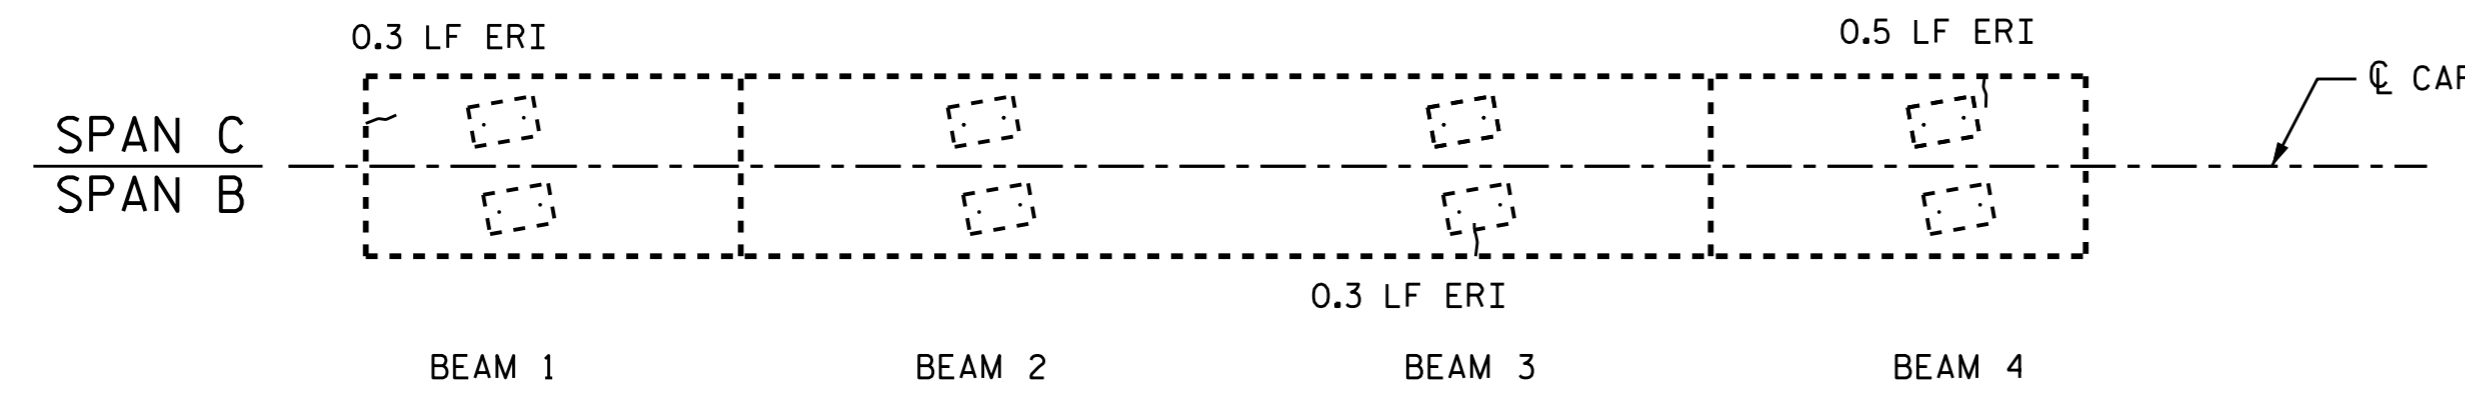 0.3 LF ERI
0.5 LF ERI
SPAN C
SPAN B
℄
0.3 LF ERI
BEAM 1
BEAM 2
BEAM 3
BEAM 4